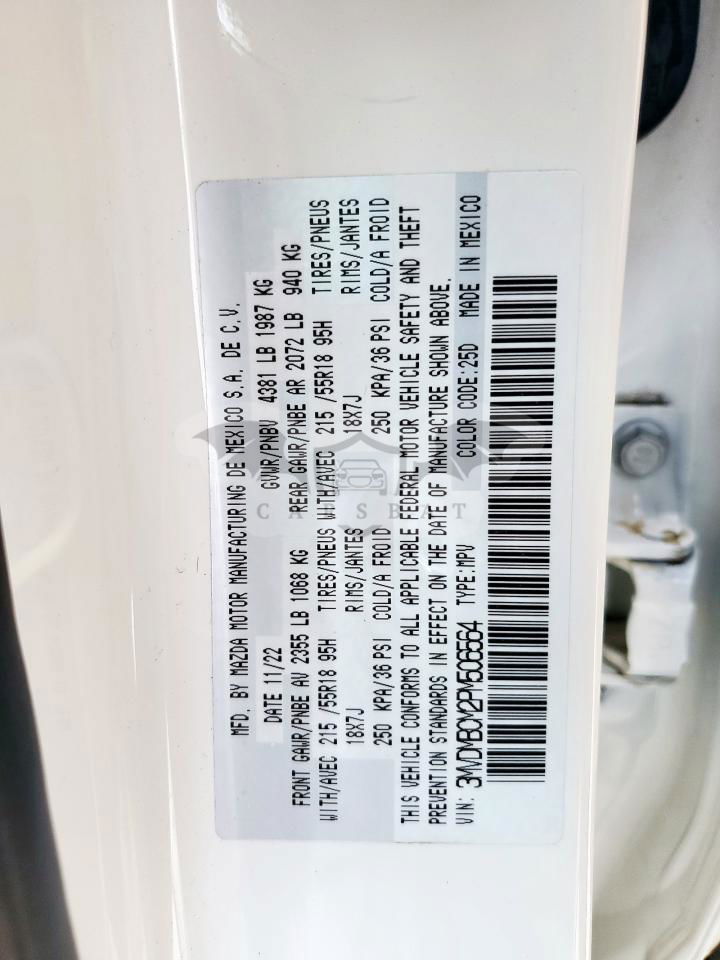 MFD. BY MAZDA MOTOR MANUFACTURING DE MEXICO S.A. DE C.V.
DATE 11/22 GVWR/PNBV 4381 LB 1987 KG
FRONT GAWR/PNBE AV 2355 LB 1068 KG REAR GAWR/PNBE AR 2072 LB 940 KG
WITH/AVEC 215 /55R18 95H TIRES/PNEUS WITH/AVEC 215 /55R18 95H TIRES/PNEUS
18X7J RIMS/JANTES 18X7J RIMS/JANTES
250 KPA/36 PSI COLD/A FROID 250 KPA/36 PSI COLD/A FROID
THIS VEHICLE CONFORMS TO ALL APPLICABLE FEDERAL MOTOR VEHICLE SAFETY AND THEFT
PREVENTION STANDARDS IN EFFECT ON THE DATE OF MANUFACTURE SHOWN ABOVE.
VIN: 3MVDMBCM2PM506564 TYPE:MPV COLOR CODE:25D MADE IN MEXICO
CARSBAT